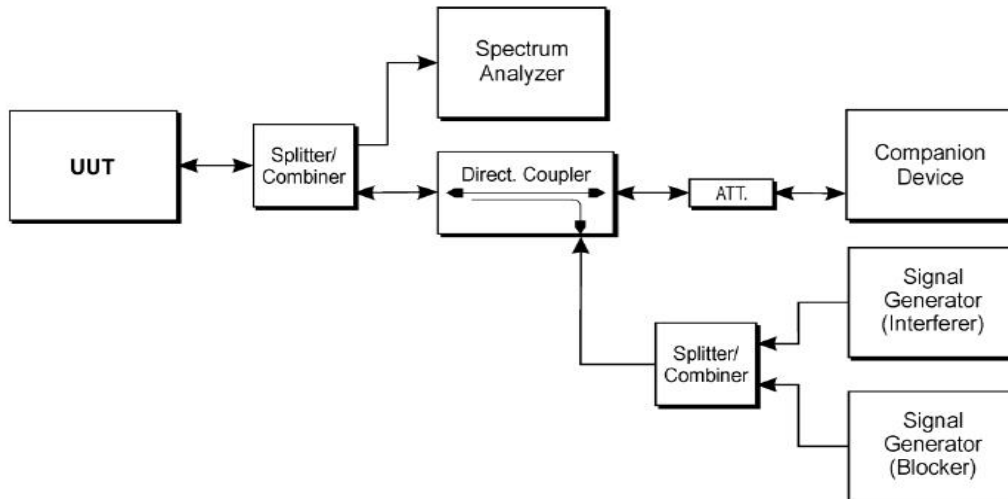 Spectrum
Analyzer
UUT
Splitter/
Combiner
Direct. Coupler
ATT.
Companion
Device
Signal
Generator
(Interferer)
Splitter/
Combiner
Signal
Generator
(Blocker)